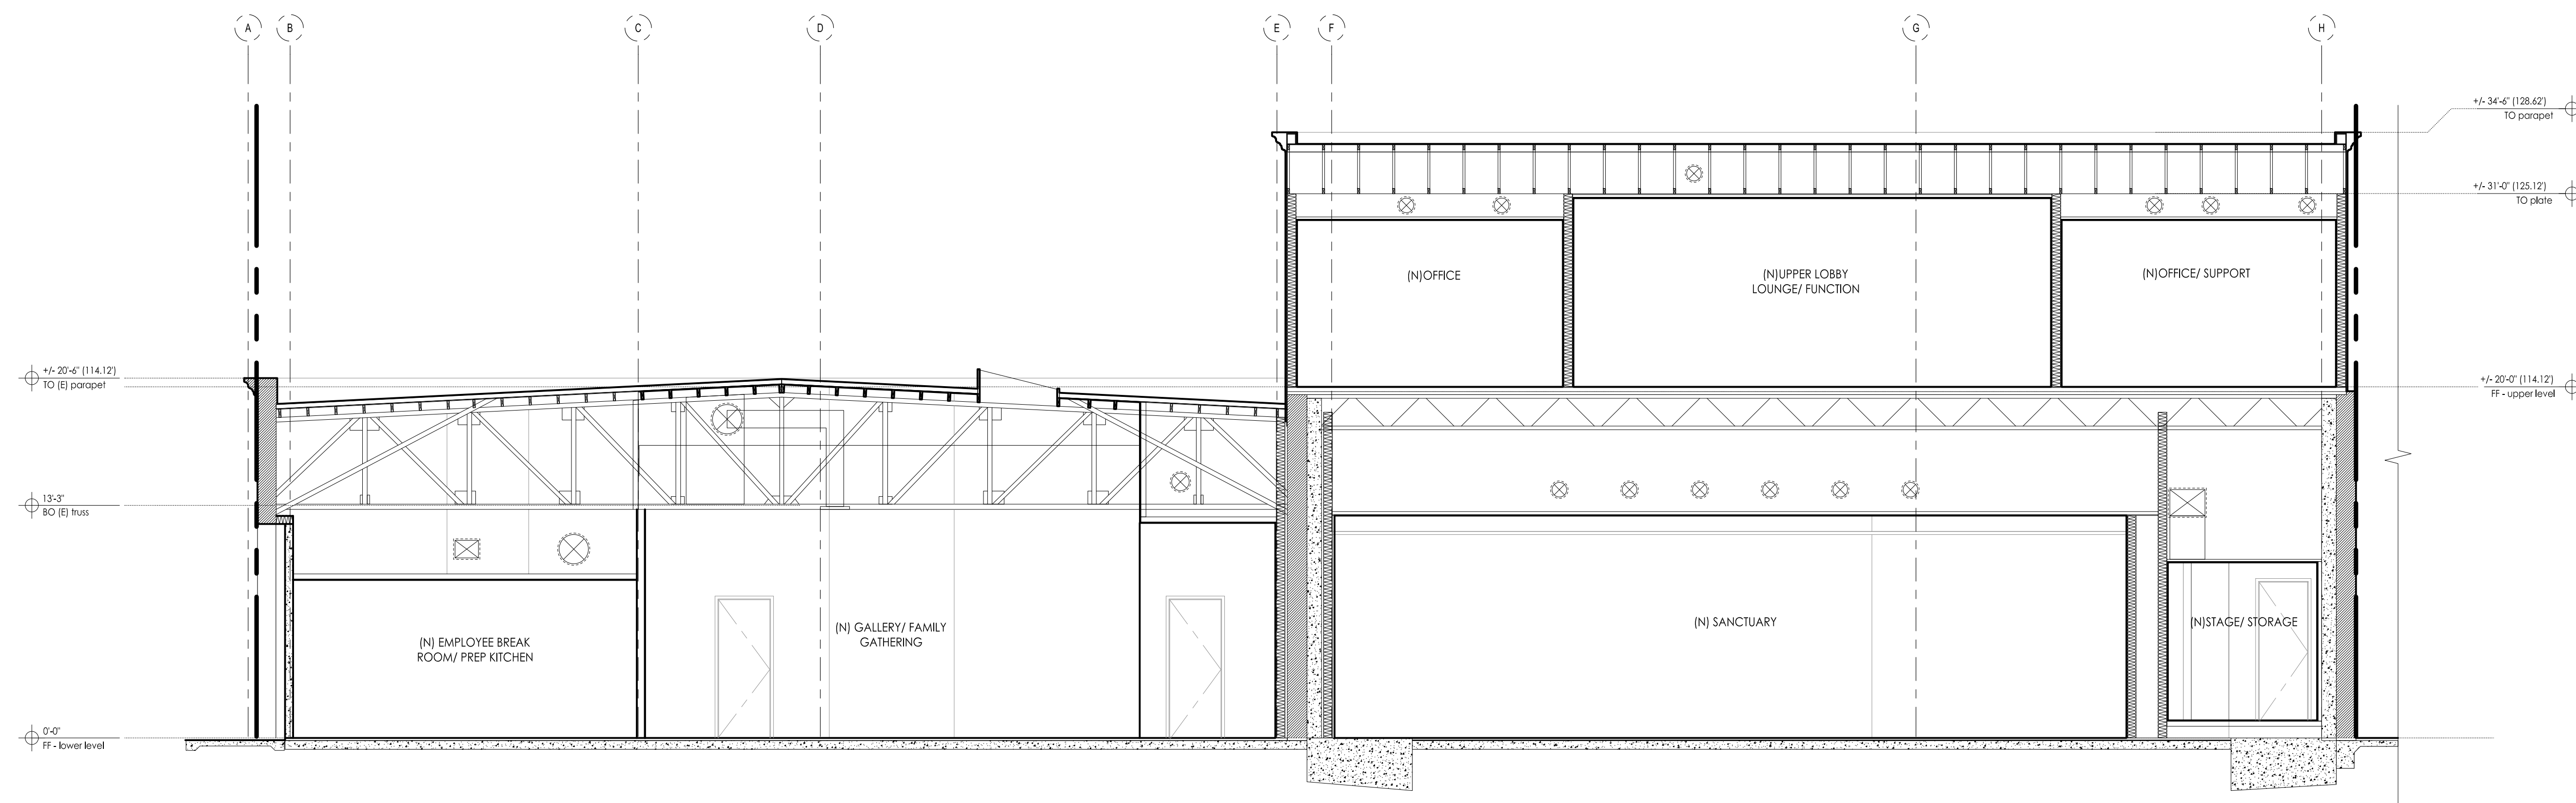 A
B
C
D
E
F
G
H
+/- 34'-6" (128.62')
TO parapet
+/- 31'-0" (125.12')
TO plate
(N)OFFICE
(N)UPPER LOBBY
LOUNGE/ FUNCTION
(N)OFFICE/ SUPPORT
+/- 20'-6" (114.12')
TO (E) parapet
+/- 20'-0" (114.12')
FF - upper level
13'-3"
BO (E) truss
(N) EMPLOYEE BREAK
ROOM/ PREP KITCHEN
(N) GALLERY/ FAMILY
GATHERING
(N) SANCTUARY
(N)STAGE/ STORAGE
0'-0"
FF - lower level